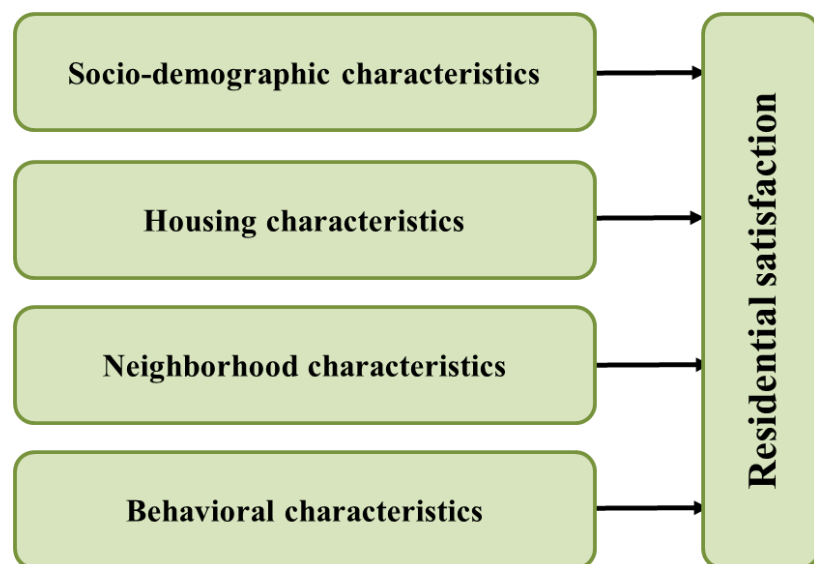 Socio-demographic characteristics
Housing characteristics
Neighborhood characteristics
Behavioral characteristics
Residential satisfaction